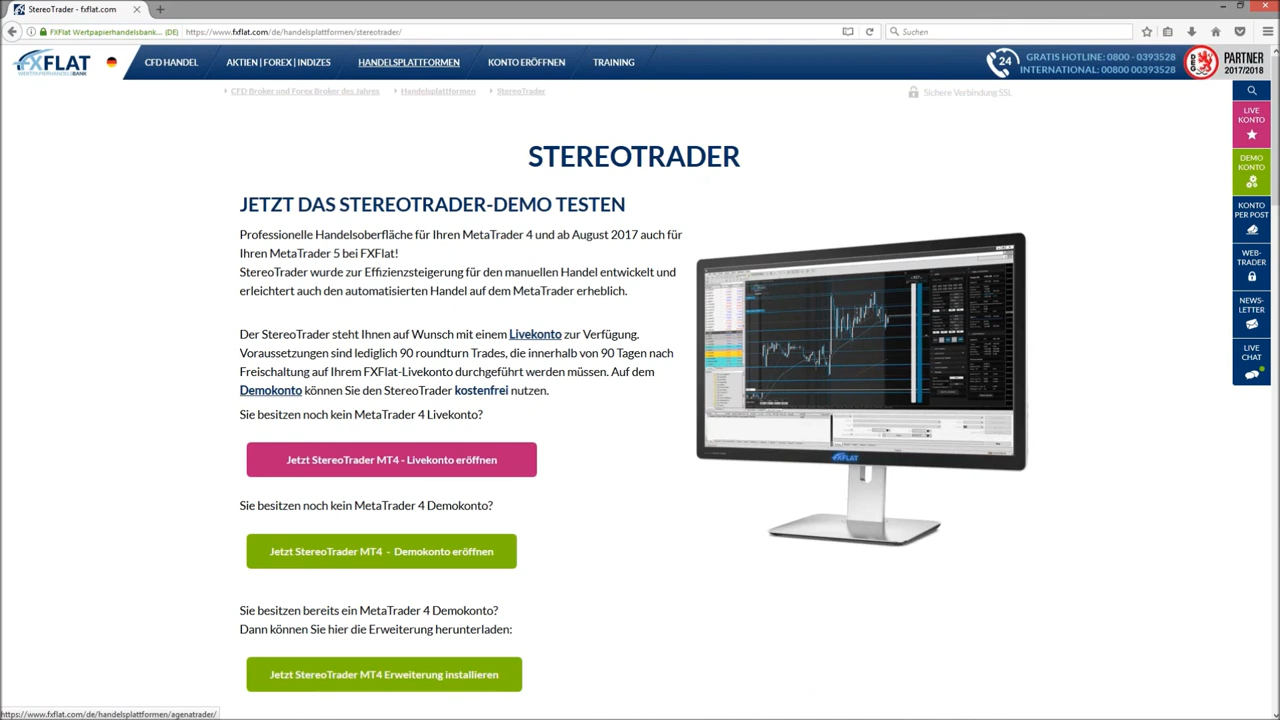 StereoTrader - fxflat.com
FXFlat Wertpapierhandelsbank... (DE)
https://www.fxflat.com/de/handelsplattformen/stereotrader/
Suchen
FXFLAT
WERTPAPIERHANDELSBANK
CFD HANDEL
AKTIEN | FOREX | INDIZES
HANDELSPLATTFORMEN
KONTO ERÖFFNEN
TRAINING
24
GRATIS HOTLINE: 0800 - 0393528
INTERNATIONAL: 00800 00393528
PARTNER
2017/2018
CFD Broker und Forex Broker des Jahres
Handelsplattformen
StereoTrader
Sichere Verbindung SSL
LIVE
KONTO
DEMO
KONTO
KONTO
PER POST
WEB-
TRADER
NEWS-
LETTER
LIVE
CHAT
STEREOTRADER
JETZT DAS STEREOTRADER-DEMO TESTEN
Professionelle Handelsoberfläche für Ihren MetaTrader 4 und ab August 2017 auch für
Ihren MetaTrader 5 bei FXFlat!
StereoTrader wurde zur Effizienzsteigerung für den manuellen Handel entwickelt und
auch den automatisierten Handel auf dem MetaTrader erheblich.
Der StereoTrader steht Ihnen auf Wunsch mit einem Livekonto zur Verfügung.
Voraussetzungen sind lediglich 90 roundturn Trades, die innerhalb von 90 Tagen nach
Freischaltung auf Ihrem FXFlat-Livekonto durchgeführt werden müssen. Auf dem
Demokonto können Sie den StereoTrader kostenfrei nutzen.
Sie besitzen noch kein MetaTrader 4 Livekonto?
Jetzt StereoTrader MT4 - Livekonto eröffnen
Sie besitzen noch kein MetaTrader 4 Demokonto?
Jetzt StereoTrader MT4 - Demokonto eröffnen
Sie besitzen bereits ein MetaTrader 4 Demokonto?
Dann können Sie hier die Erweiterung herunterladen:
Jetzt StereoTrader MT4 Erweiterung installieren
FXFLAT
https://www.fxflat.com/de/handelsplattformen/agenatrader/